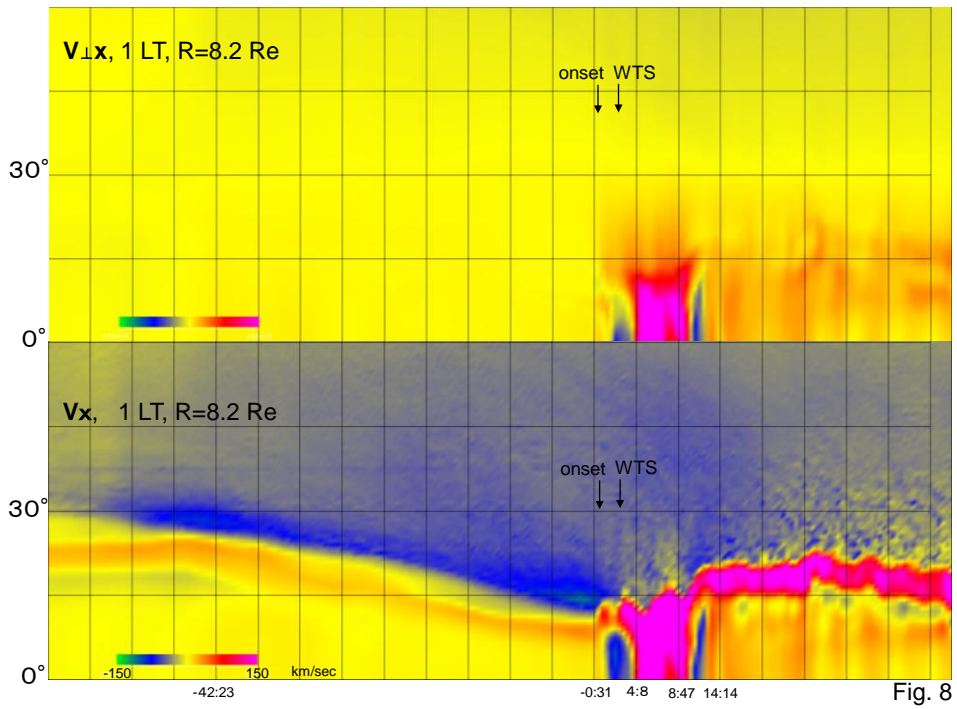 V⊥x, 1 LT, R=8.2 Re
onset WTS
30°
0°
Vx, 1 LT, R=8.2 Re
onset WTS
30°
0°
-150 150 km/sec
-42:23 -0:31 4:8 8:47 14:14
Fig. 8